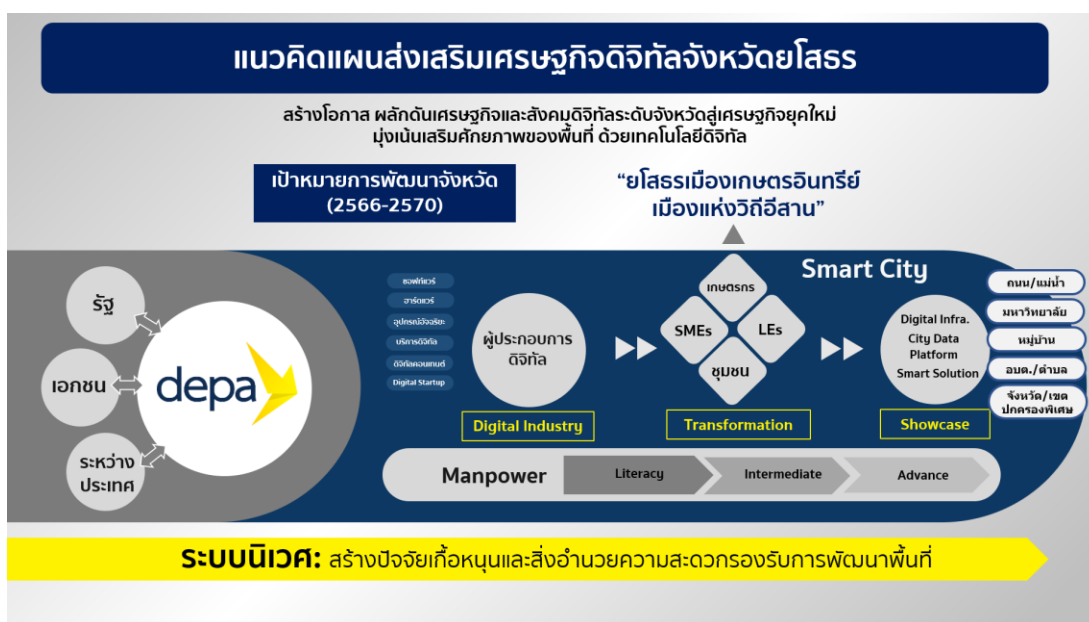 แนวคิดแผนส่งเสริมเศรษฐกิจดิจิทัลจังหวัดยโสธร
สร้างโอกาส ผลักดันเศรษฐกิจและสังคมดิจิทัลระดับจังหวัดสู่เศรษฐกิจยุคใหม่
มุ่งเน้นเสริมศักยภาพของพื้นที่ ด้วยเทคโนโลยีดิจิทัล
เป้าหมายการพัฒนาจังหวัด
(2566-2570)
“ยโสธรเมืองเกษตรอินทรีย์
เมืองแห่งวิถีอีสาน”
รัฐ
เอกชน
ระหว่าง
ประเทศ
depa
ซอฟท์แวร์
ฮาร์ดแวร์
อุปกรณ์อัจฉริยะ
บริการดิจิทัล
ดิจิทัลคอนเทนต์
Digital Startup
ผู้ประกอบการ
ดิจิทัล
Digital Industry
เกษตรกร
SMEs
LEs
ชุมชน
Transformation
Smart City
Digital Infra.
City Data
Platform
Smart Solution
Showcase
ถนน/แม่น้ำ
มหาวิทยาลัย
หมู่บ้าน
อบต./ตำบล
จังหวัด/เขต
ปกครองพิเศษ
Manpower
Literacy
Intermediate
Advance
ระบบนิเวศ: สร้างปัจจัยเกื้อหนุนและสิ่งอำนวยความสะดวกรองรับการพัฒนาพื้นที่